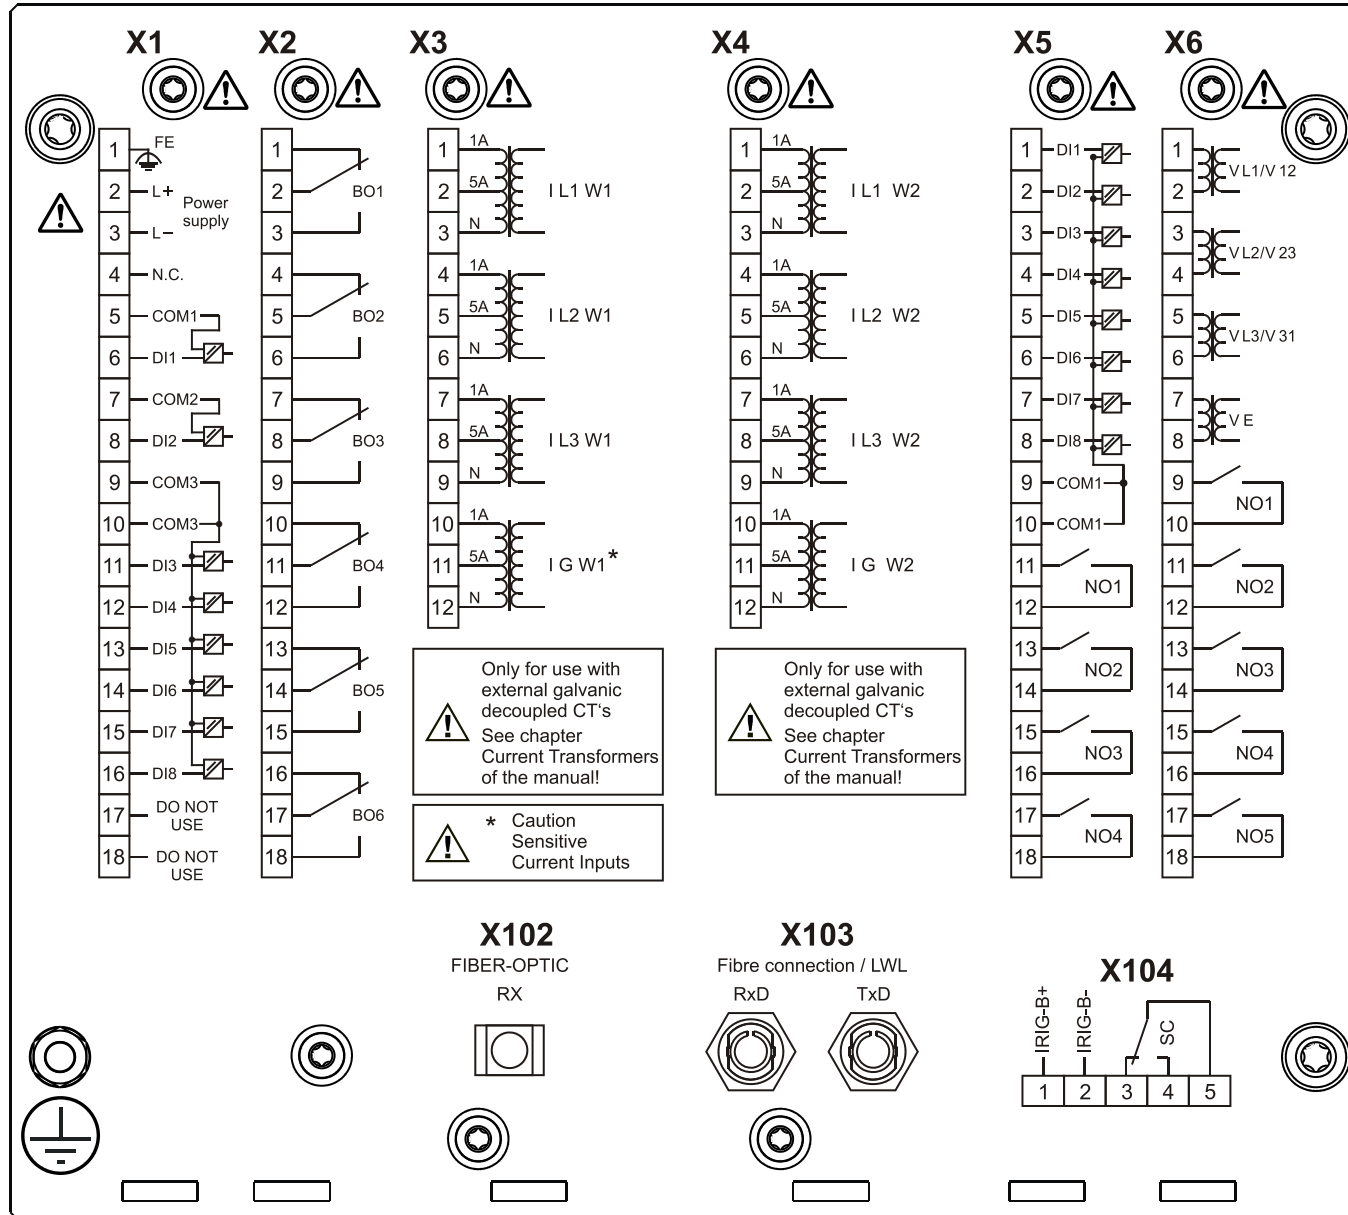 X1 X2 X3 X4 X5 X6
1 FE
2 L+
Power
supply
3 L−
4 N.C.
5 COM1
6 DI1
7 COM2
8 DI2
9 COM3
10 COM3
11 DI3
12 DI4
13 DI5
14 DI6
15 DI7
16 DI8
17 DO NOT
USE
18 DO NOT
USE
1
2 BO1
3
4
5 BO2
6
7
8 BO3
9
10
11 BO4
12
13
14 BO5
15
16
17 BO6
18
1 1A
2 5A I L1 W1
3 N
4 1A
5 5A I L2 W1
6 N
7 1A
8 5A I L3 W1
9 N
10 1A
11 5A I G W1*
12 N
Only for use with
external galvanic
decoupled CT's
See chapter
Current Transformers
of the manual!
* Caution
Sensitive
Current Inputs
1 1A
2 5A I L1 W2
3 N
4 1A
5 5A I L2 W2
6 N
7 1A
8 5A I L3 W2
9 N
10 1A
11 5A I G W2
12 N
Only for use with
external galvanic
decoupled CT's
See chapter
Current Transformers
of the manual!
1 DI1
2 DI2
3 DI3
4 DI4
5 DI5
6 DI6
7 DI7
8 DI8
9 COM1
10 COM1
11
NO1
12
13
NO2
14
15
NO3
16
17
NO4
18
1
V L1/V 12
2
3
V L2/V 23
4
5
V L3/V 31
6
7
V E
8
9
NO1
10
11
NO2
12
13
NO3
14
15
NO4
16
17
NO5
18
X102
FIBER-OPTIC
RX
X103
Fibre connection / LWL
RxD TxD
X104
IRIG-B+
IRIG-B-
SC
1 2 3 4 5